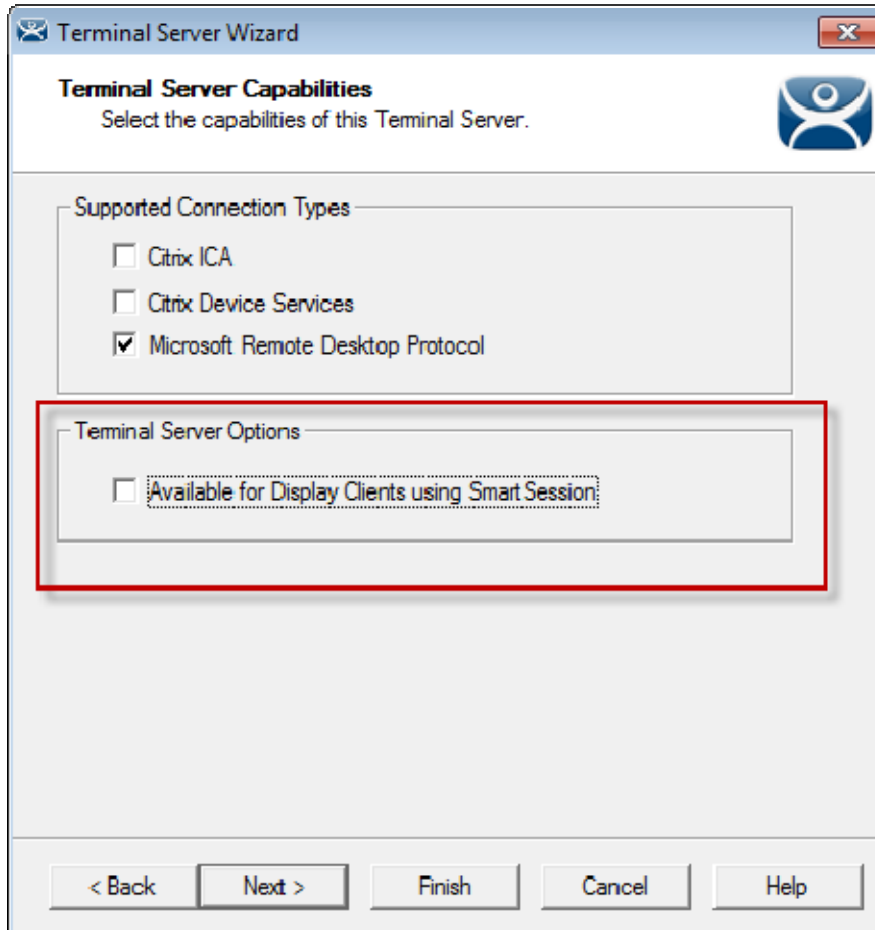 Terminal Server Wizard
Terminal Server Capabilities
Select the capabilities of this Terminal Server.
Supported Connection Types
Citrix ICA
Citrix Device Services
Microsoft Remote Desktop Protocol
Terminal Server Options
Available for Display Clients using Smart Session
< Back Next > Finish Cancel Help